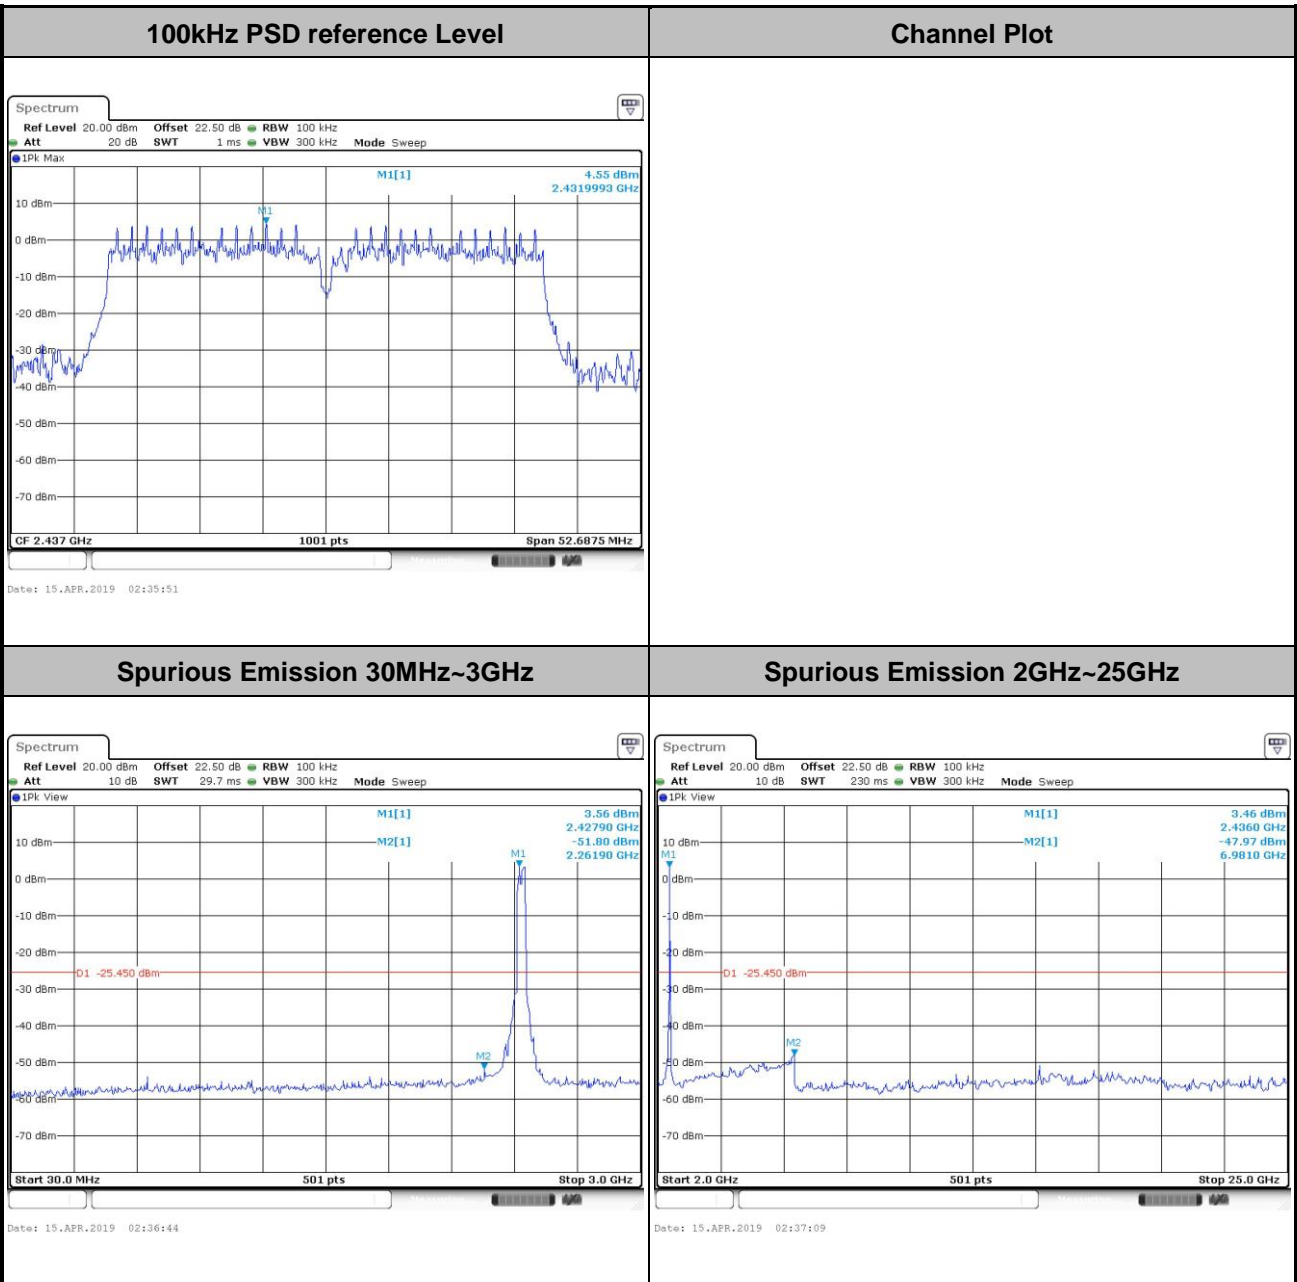 100kHz PSD reference Level
Channel Plot
Spectrum
Ref Level 20.00 dBm Offset 22.50 dB RBW 100 kHz
Att 20 dB SWT 1 ms VBW 300 kHz Mode Sweep
1Pk Max
M1[1] 4.55 dBm
2.4319993 GHz
10 dBm
M1
0 dBm
-10 dBm
-20 dBm
-30 dBm
-40 dBm
-50 dBm
-60 dBm
-70 dBm
CF 2.437 GHz 1001 pts Span 52.6875 MHz
Date: 15.APR.2019 02:35:51
Spurious Emission 30MHz~3GHz
Spurious Emission 2GHz~25GHz
Spectrum
Ref Level 20.00 dBm Offset 22.50 dB RBW 100 kHz
Att 10 dB SWT 29.7 ms VBW 300 kHz Mode Sweep
1Pk View
M1[1] 3.56 dBm
2.42790 GHz
10 dBm
M2[1] -51.80 dBm
M1
2.26190 GHz
0 dBm
-10 dBm
-20 dBm
D1 -25.450 dBm
-30 dBm
-40 dBm
M2
-50 dBm
-60 dBm
-70 dBm
Start 30.0 MHz 501 pts Stop 3.0 GHz
Date: 15.APR.2019 02:36:44
Spectrum
Ref Level 20.00 dBm Offset 22.50 dB RBW 100 kHz
Att 10 dB SWT 230 ms VBW 300 kHz Mode Sweep
1Pk View
M1[1] 3.46 dBm
2.4360 GHz
10 dBm
M2[1] -47.97 dBm
M1
6.9810 GHz
0 dBm
-10 dBm
-20 dBm
D1 -25.450 dBm
-30 dBm
-40 dBm
M2
-50 dBm
-60 dBm
-70 dBm
Start 2.0 GHz 501 pts Stop 25.0 GHz
Date: 15.APR.2019 02:37:09